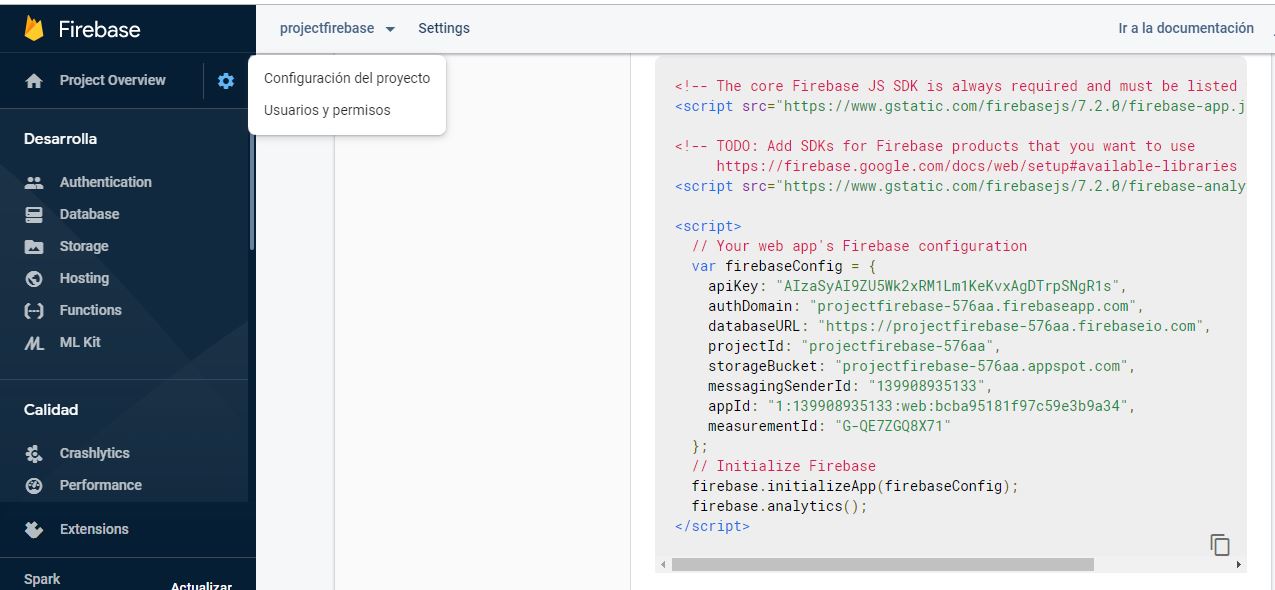 Firebase
projectfirebase
Settings
Ir a la documentación
Project Overview
Configuración del proyecto
Usuarios y permisos
Desarrolla
Authentication
Database
Storage
Hosting
Functions
ML Kit
Calidad
Crashlytics
Performance
Extensions
Spark
Actualizar
<!-- The core Firebase JS SDK is always required and must be listed
<script src="https://www.gstatic.com/firebasejs/7.2.0/firebase-app.j
<!-- TODO: Add SDKs for Firebase products that you want to use
https://firebase.google.com/docs/web/setup#available-libraries
<script src="https://www.gstatic.com/firebasejs/7.2.0/firebase-analy
<script>
// Your web app's Firebase configuration
var firebaseConfig = {
apiKey: "AIzaSyAI9ZU5Wk2xRM1Lm1KeKvxAgDTrpSNgR1s",
authDomain: "projectfirebase-576aa.firebaseapp.com",
databaseURL: "https://projectfirebase-576aa.firebaseio.com",
projectId: "projectfirebase-576aa",
storageBucket: "projectfirebase-576aa.appspot.com",
messagingSenderId: "139908935133",
appId: "1:139908935133:web:bcba95181f97c59e3b9a34",
measurementId: "G-QE7ZGQ8X71"
};
// Initialize Firebase
firebase.initializeApp(firebaseConfig);
firebase.analytics();
</script>